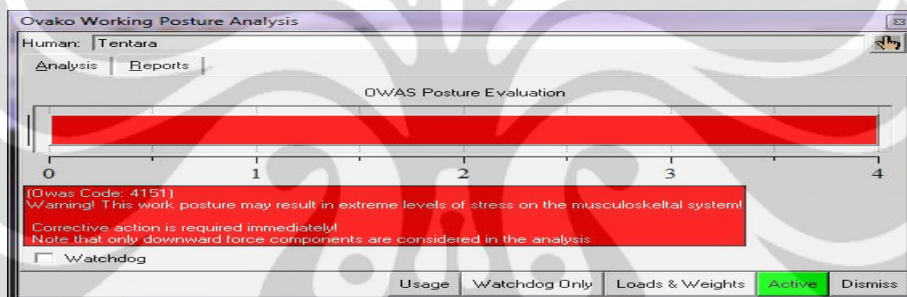 Ovako Working Posture Analysis
Human: Tentara
Analysis Reports
OWAS Posture Evaluation
0 1 2 3 4
(Owas Code: 4151)
Warning! This work posture may result in extreme levels of stress on the musculoskeltal system!
Corrective action is required immediately!
Note that only downward force components are considered in the analysis
Watchdog
Usage Watchdog Only Loads & Weights Active Dismiss